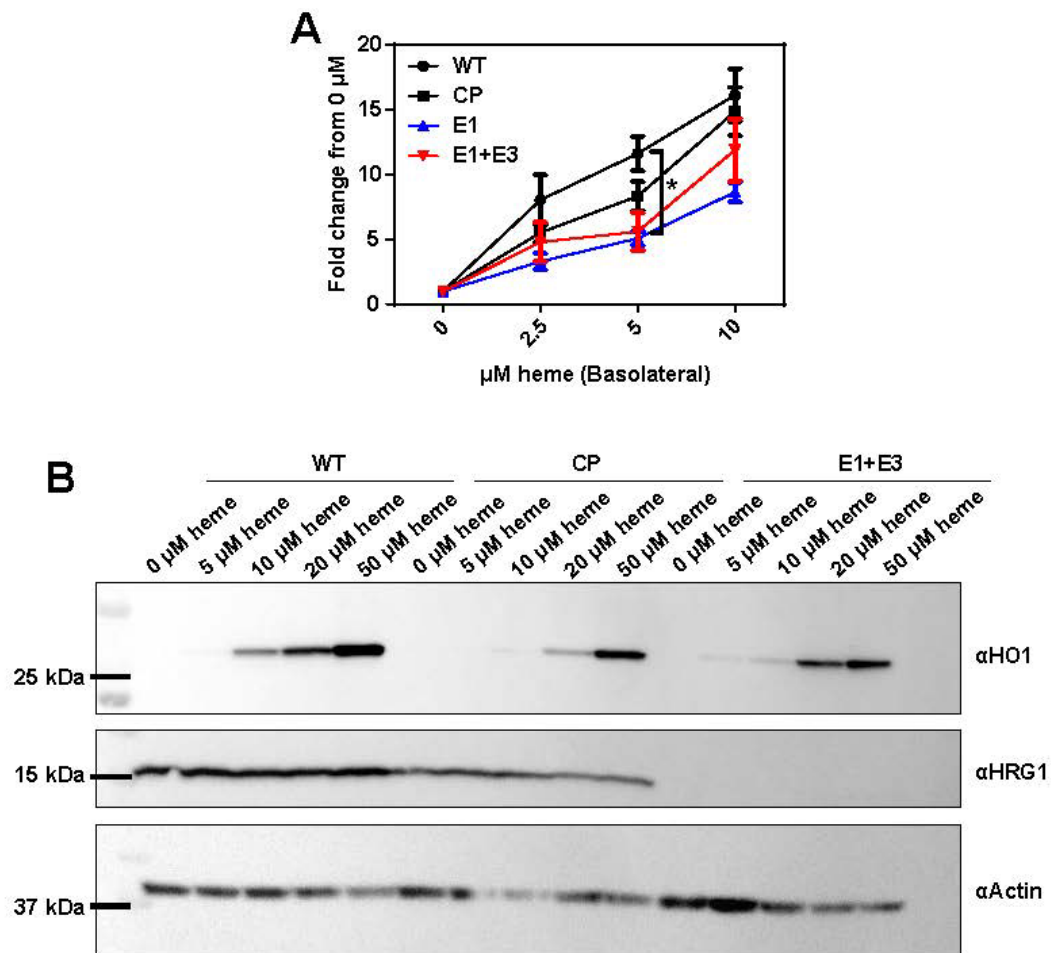 A
Fold change from 0 µM
20
15
10
5
0
WT
CP
E1
E1+E3
*
0
2.5
5
10
µM heme (Basolateral)
B
WT
CP
E1+E3
0 µM heme
5 µM heme
10 µM heme
20 µM heme
50 µM heme
0 µM heme
5 µM heme
10 µM heme
20 µM heme
50 µM heme
0 µM heme
5 µM heme
10 µM heme
20 µM heme
50 µM heme
25 kDa
αHO1
15 kDa
αHRG1
37 kDa
αActin